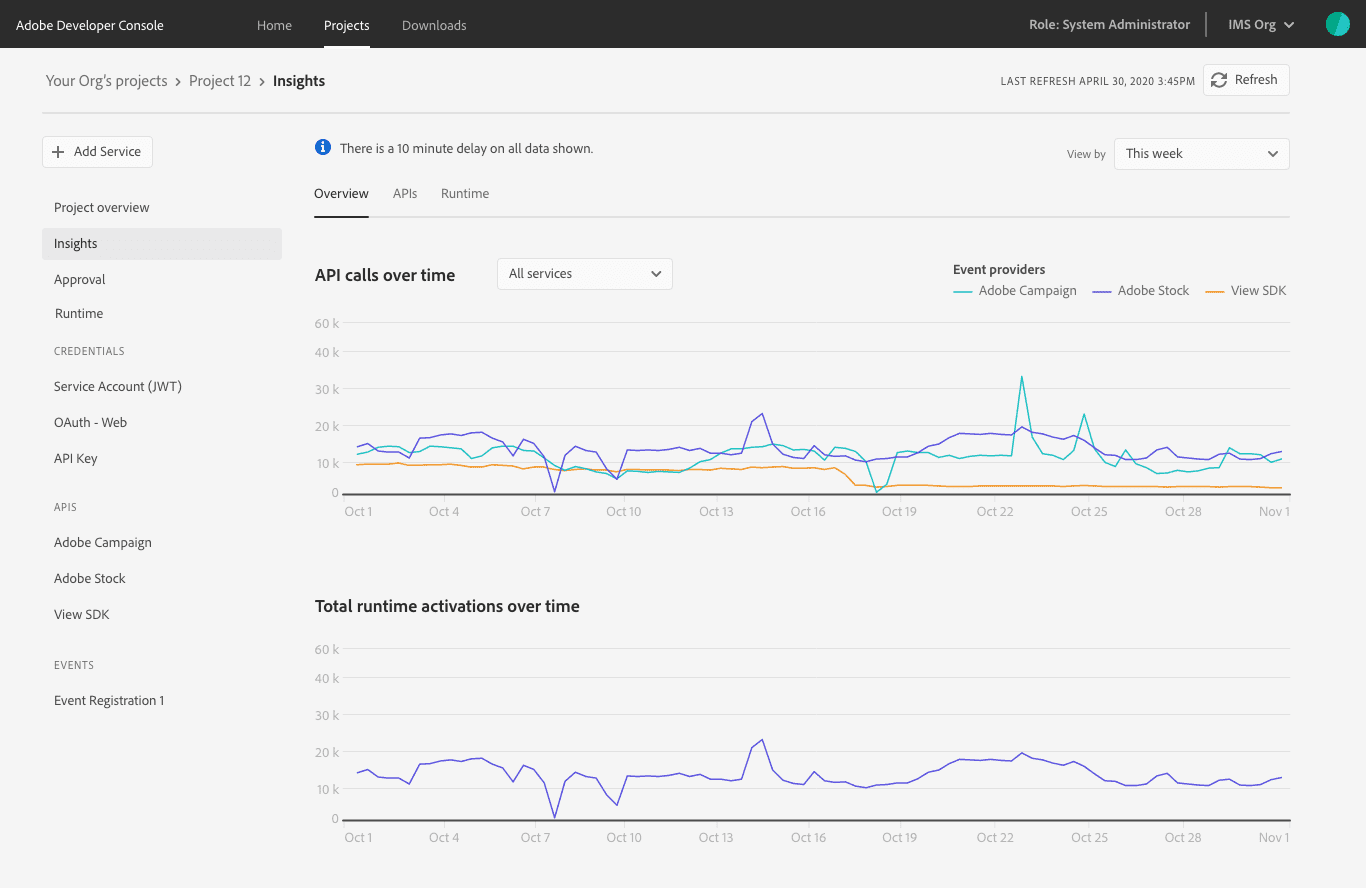 Adobe Developer Console
Home
Projects
Downloads
Role: System Administrator
IMS Org
Your Org's projects > Project 12 > Insights
LAST REFRESH APRIL 30, 2020 3:45PM
Refresh
Add Service
Project overview
Insights
Approval
Runtime
CREDENTIALS
Service Account (JWT)
OAuth - Web
API Key
APIS
Adobe Campaign
Adobe Stock
View SDK
EVENTS
Event Registration 1
There is a 10 minute delay on all data shown.
View by
This week
Overview
APIs
Runtime
API calls over time
All services
Event providers
Adobe Campaign
Adobe Stock
View SDK
60 k
40 k
30 k
20 k
10 k
0
Oct 1
Oct 4
Oct 7
Oct 10
Oct 13
Oct 16
Oct 19
Oct 22
Oct 25
Oct 28
Nov 1
Total runtime activations over time
60 k
40 k
30 k
20 k
10 k
0
Oct 1
Oct 4
Oct 7
Oct 10
Oct 13
Oct 16
Oct 19
Oct 22
Oct 25
Oct 28
Nov 1